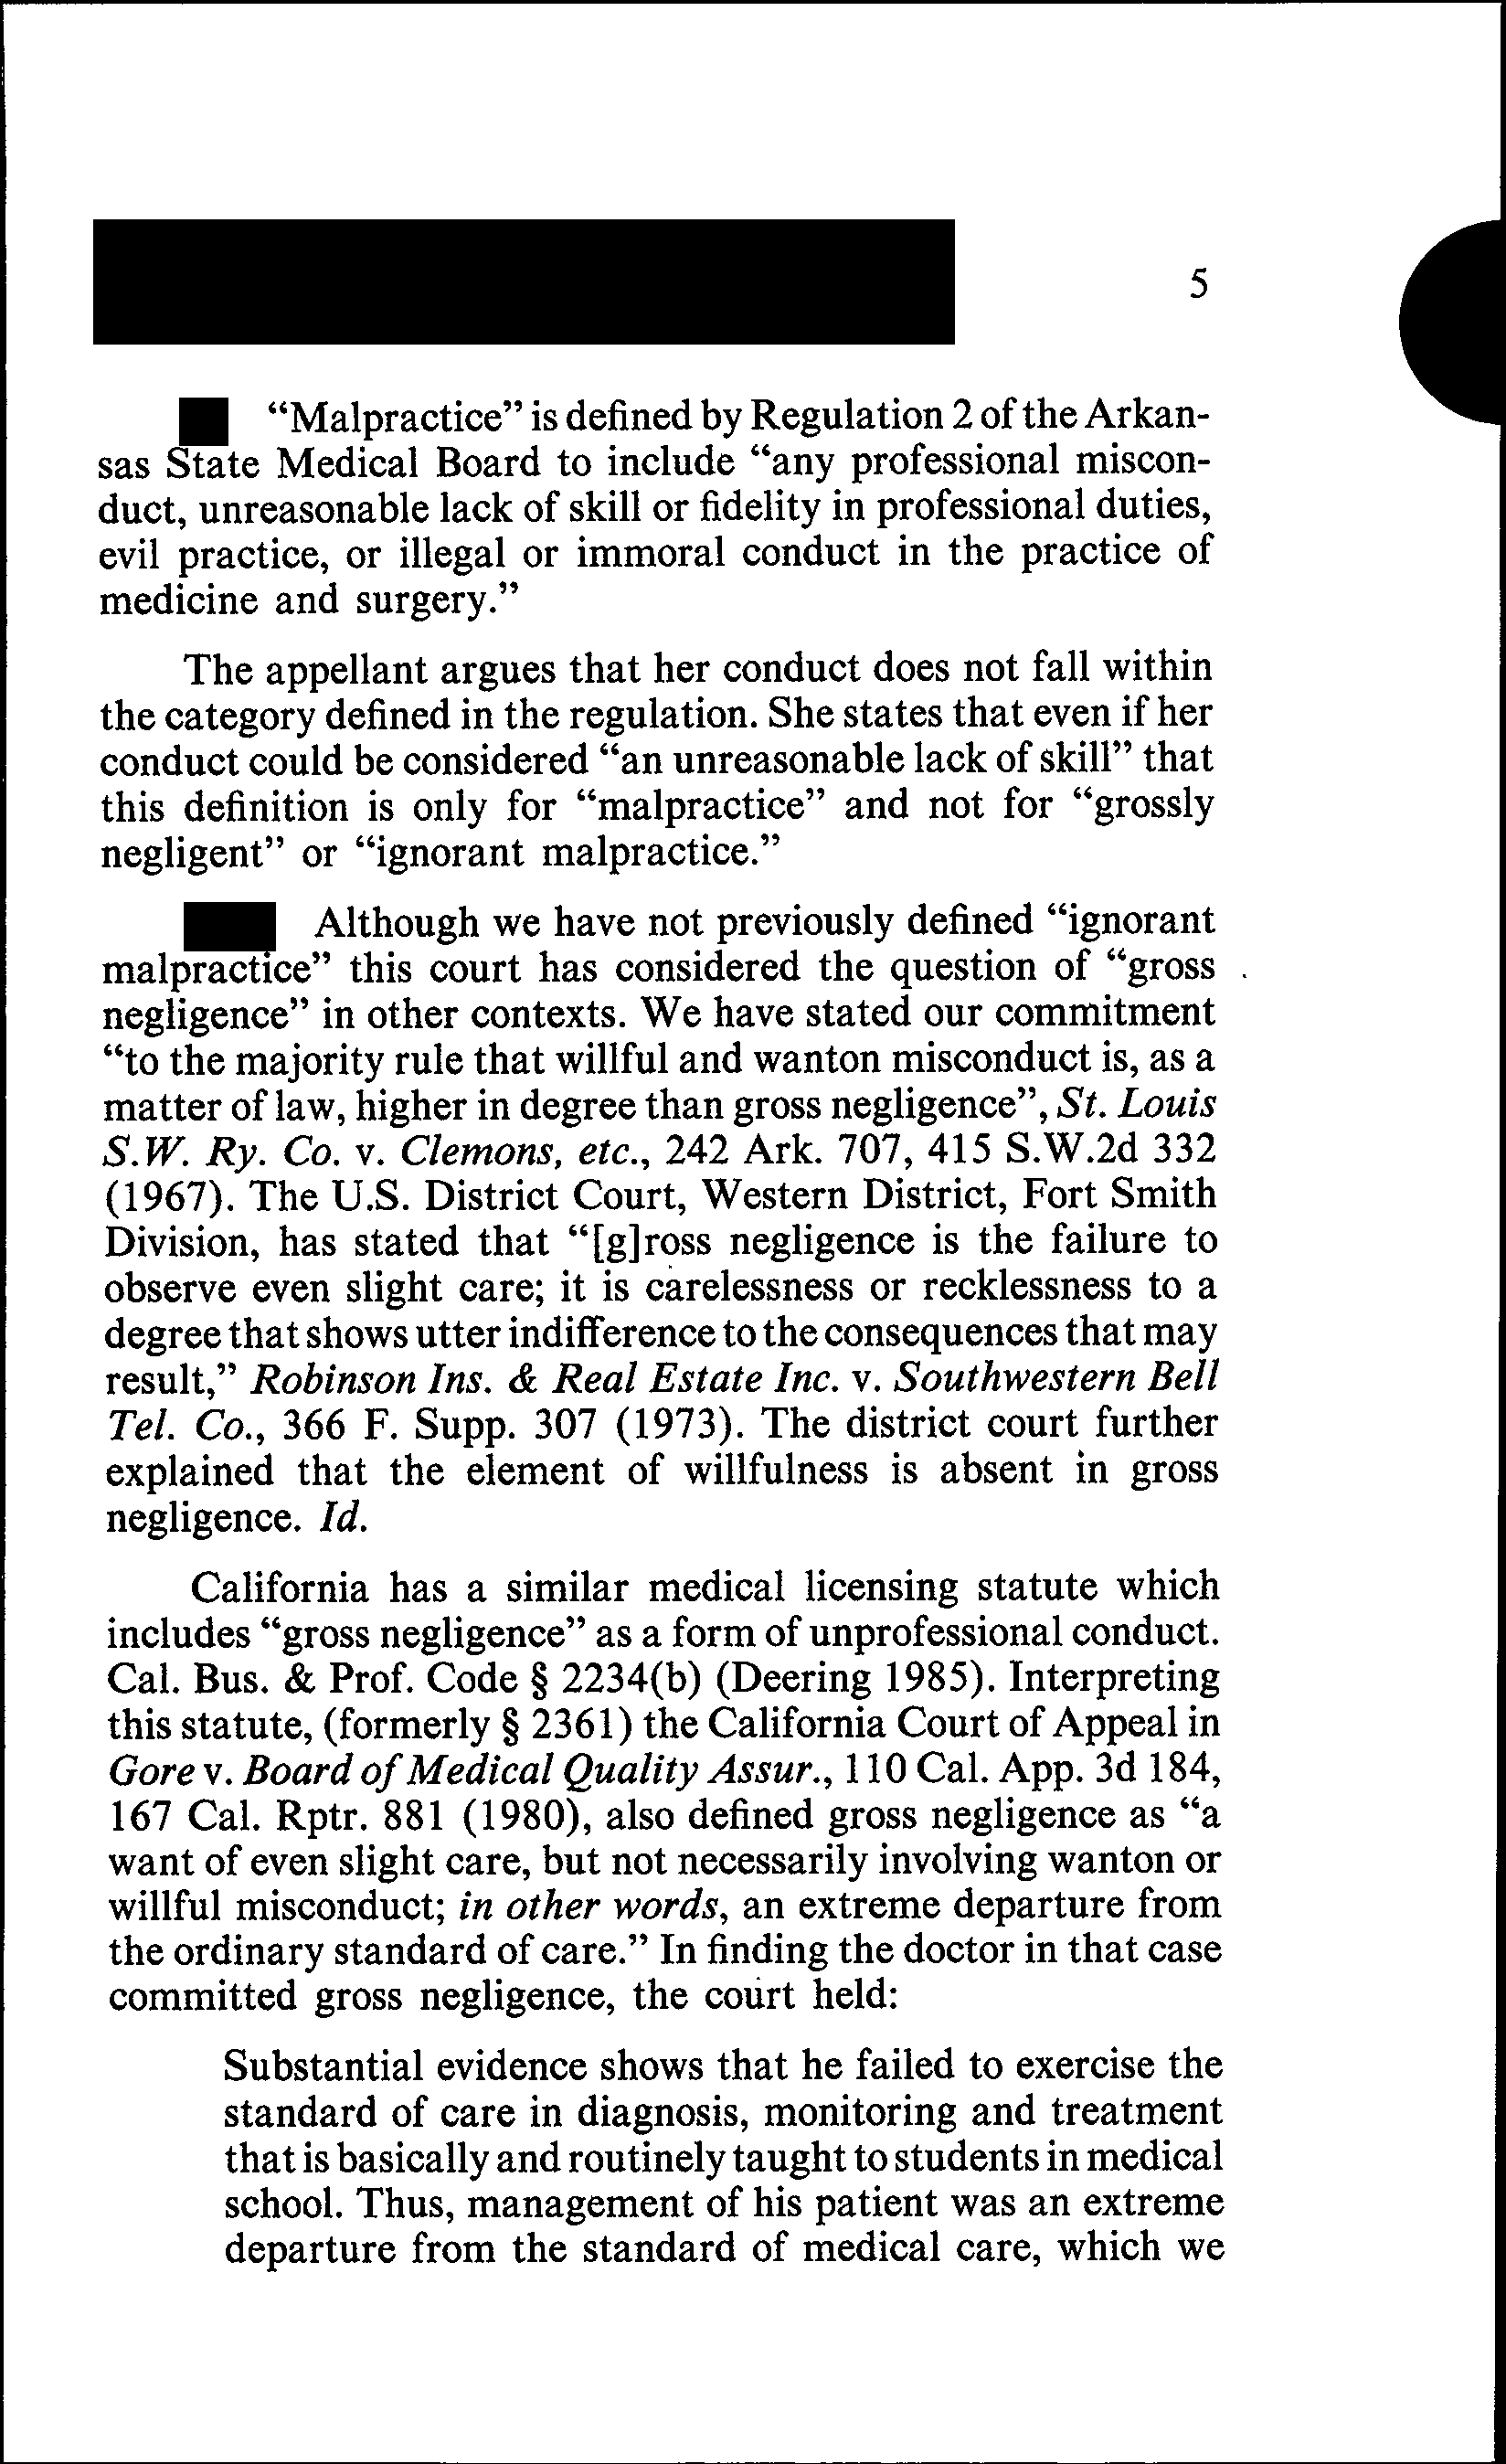 5
“Malpractice” is defined by Regulation 2 of the Arkan-
sas State Medical Board to include “any professional miscon-
duct, unreasonable lack of skill or fidelity in professional duties,
evil practice, or illegal or immoral conduct in the practice of
medicine and surgery.”
The appellant argues that her conduct does not fall within
the category defined in the regulation. She states that even if her
conduct could be considered “an unreasonable lack of skill” that
this definition is only for “malpractice” and not for “grossly
negligent” or “ignorant malpractice.”
Although we have not previously defined “ignorant
malpractice” this court has considered the question of “gross
negligence” in other contexts. We have stated our commitment
“to the majority rule that willful and wanton misconduct is, as a
matter of law, higher in degree than gross negligence”, St. Louis
S.W. Ry. Co. v. Clemons, etc., 242 Ark. 707, 415 S.W.2d 332
(1967). The U.S. District Court, Western District, Fort Smith
Division, has stated that “[g]ross negligence is the failure to
observe even slight care; it is carelessness or recklessness to a
degree that shows utter indifference to the consequences that may
result,” Robinson Ins. & Real Estate Inc. v. Southwestern Bell
Tel. Co., 366 F. Supp. 307 (1973). The district court further
explained that the element of willfulness is absent in gross
negligence. Id.
California has a similar medical licensing statute which
includes “gross negligence” as a form of unprofessional conduct.
Cal. Bus. & Prof. Code § 2234(b) (Deering 1985). Interpreting
this statute, (formerly § 2361) the California Court of Appeal in
Gore v. Board of Medical Quality Assur., 110 Cal. App. 3d 184,
167 Cal. Rptr. 881 (1980), also defined gross negligence as “a
want of even slight care, but not necessarily involving wanton or
willful misconduct; in other words, an extreme departure from
the ordinary standard of care.” In finding the doctor in that case
committed gross negligence, the court held:
Substantial evidence shows that he failed to exercise the
standard of care in diagnosis, monitoring and treatment
that is basically and routinely taught to students in medical
school. Thus, management of his patient was an extreme
departure from the standard of medical care, which we